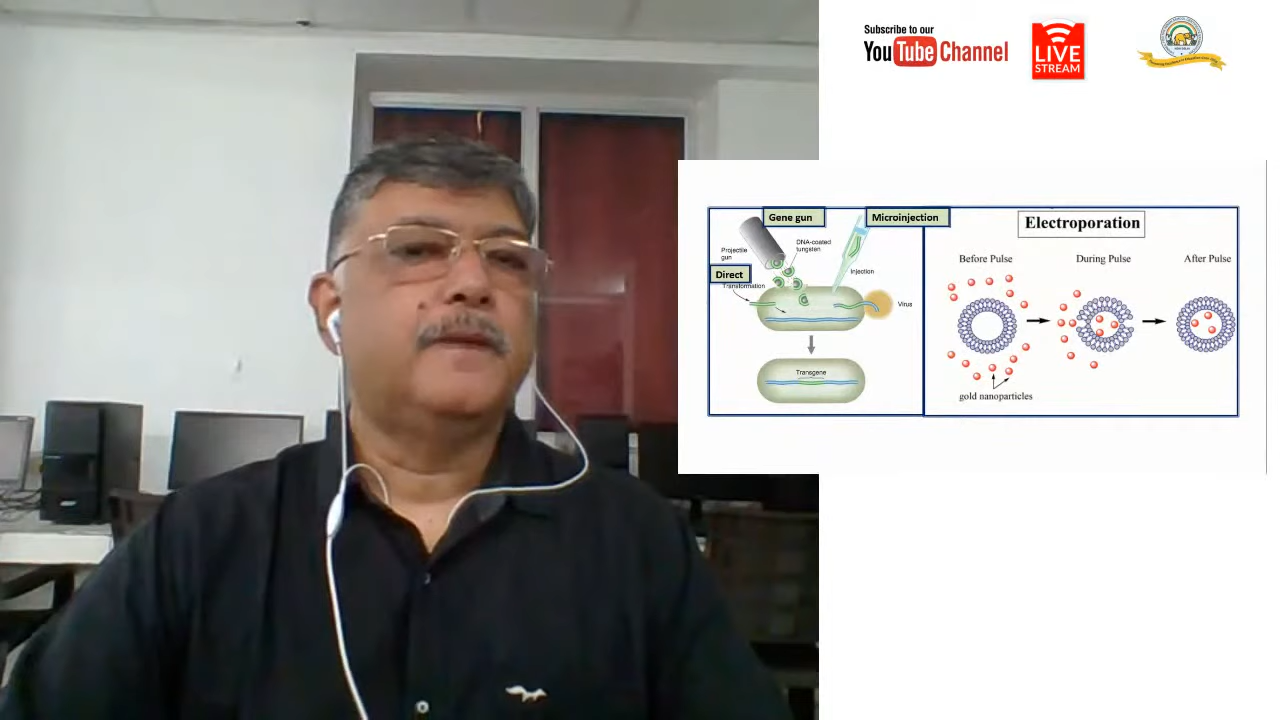 Subscribe to our
YouTube Channel
LIVE
STREAM
Gene gun
Microinjection
Electroporation
Projectile
gun
DNA-coated
tungsten
Direct
Transformation
Injection
Virus
Transgene
Before Pulse
During Pulse
After Pulse
gold nanoparticles